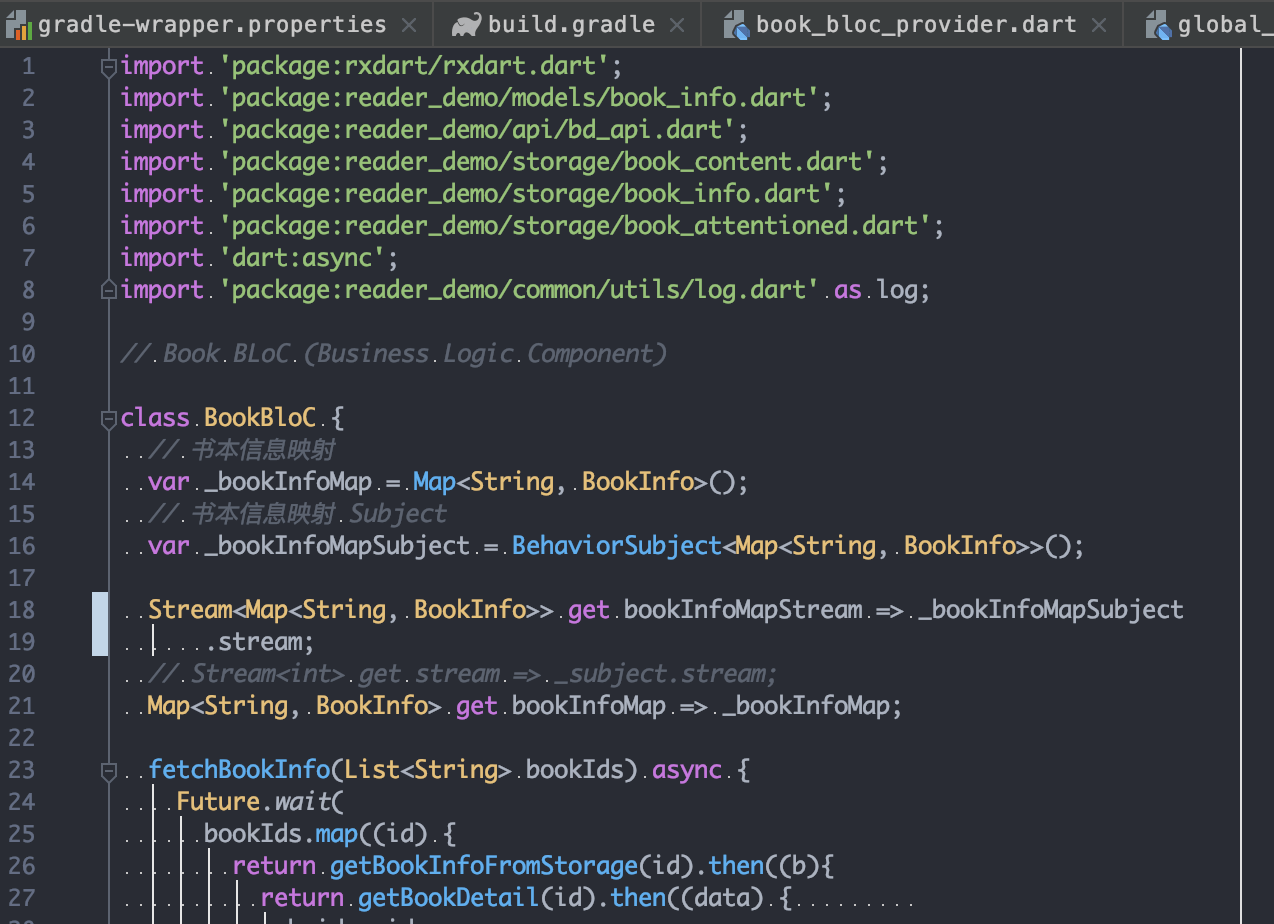 gradle-wrapper.properties × build.gradle × book_bloc_provider.dart × global_
1 import 'package:rxdart/rxdart.dart';
2 import 'package:reader_demo/models/book_info.dart';
3 import 'package:reader_demo/api/bd_api.dart';
4 import 'package:reader_demo/storage/book_content.dart';
5 import 'package:reader_demo/storage/book_info.dart';
6 import 'package:reader_demo/storage/book_attentioned.dart';
7 import 'dart:async';
8 import 'package:reader_demo/common/utils/log.dart' as log;
9
10 // Book BLoC (Business Logic Component)
11
12 class BookBloC {
13   // 书本信息映射
14   var _bookInfoMap = Map<String, BookInfo>();
15   // 书本信息映射 Subject
16   var _bookInfoMapSubject = BehaviorSubject<Map<String, BookInfo>>();
17
18   Stream<Map<String, BookInfo>> get bookInfoMapStream => _bookInfoMapSubject
19       .stream;
20   // Stream<int> get stream => _subject.stream;
21   Map<String, BookInfo> get bookInfoMap => _bookInfoMap;
22
23   fetchBookInfo(List<String> bookIds) async {
24     Future.wait(
25       bookIds.map((id) {
26         return getBookInfoFromStorage(id).then((b){
27           return getBookDetail(id).then((data) {